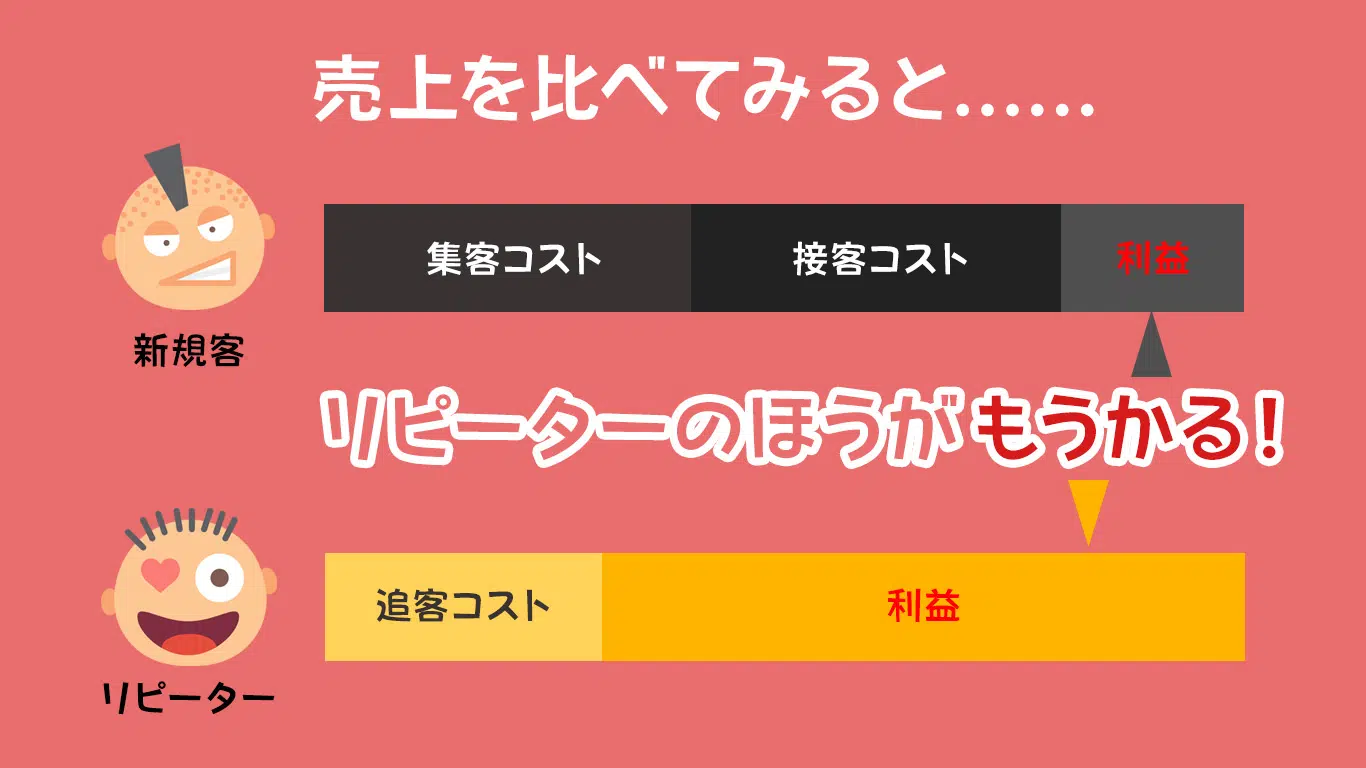 売上を比べてみると……
集客コスト
接客コスト
利益
新規客
リピーターのほうがもうかる!
追客コスト
利益
リピーター